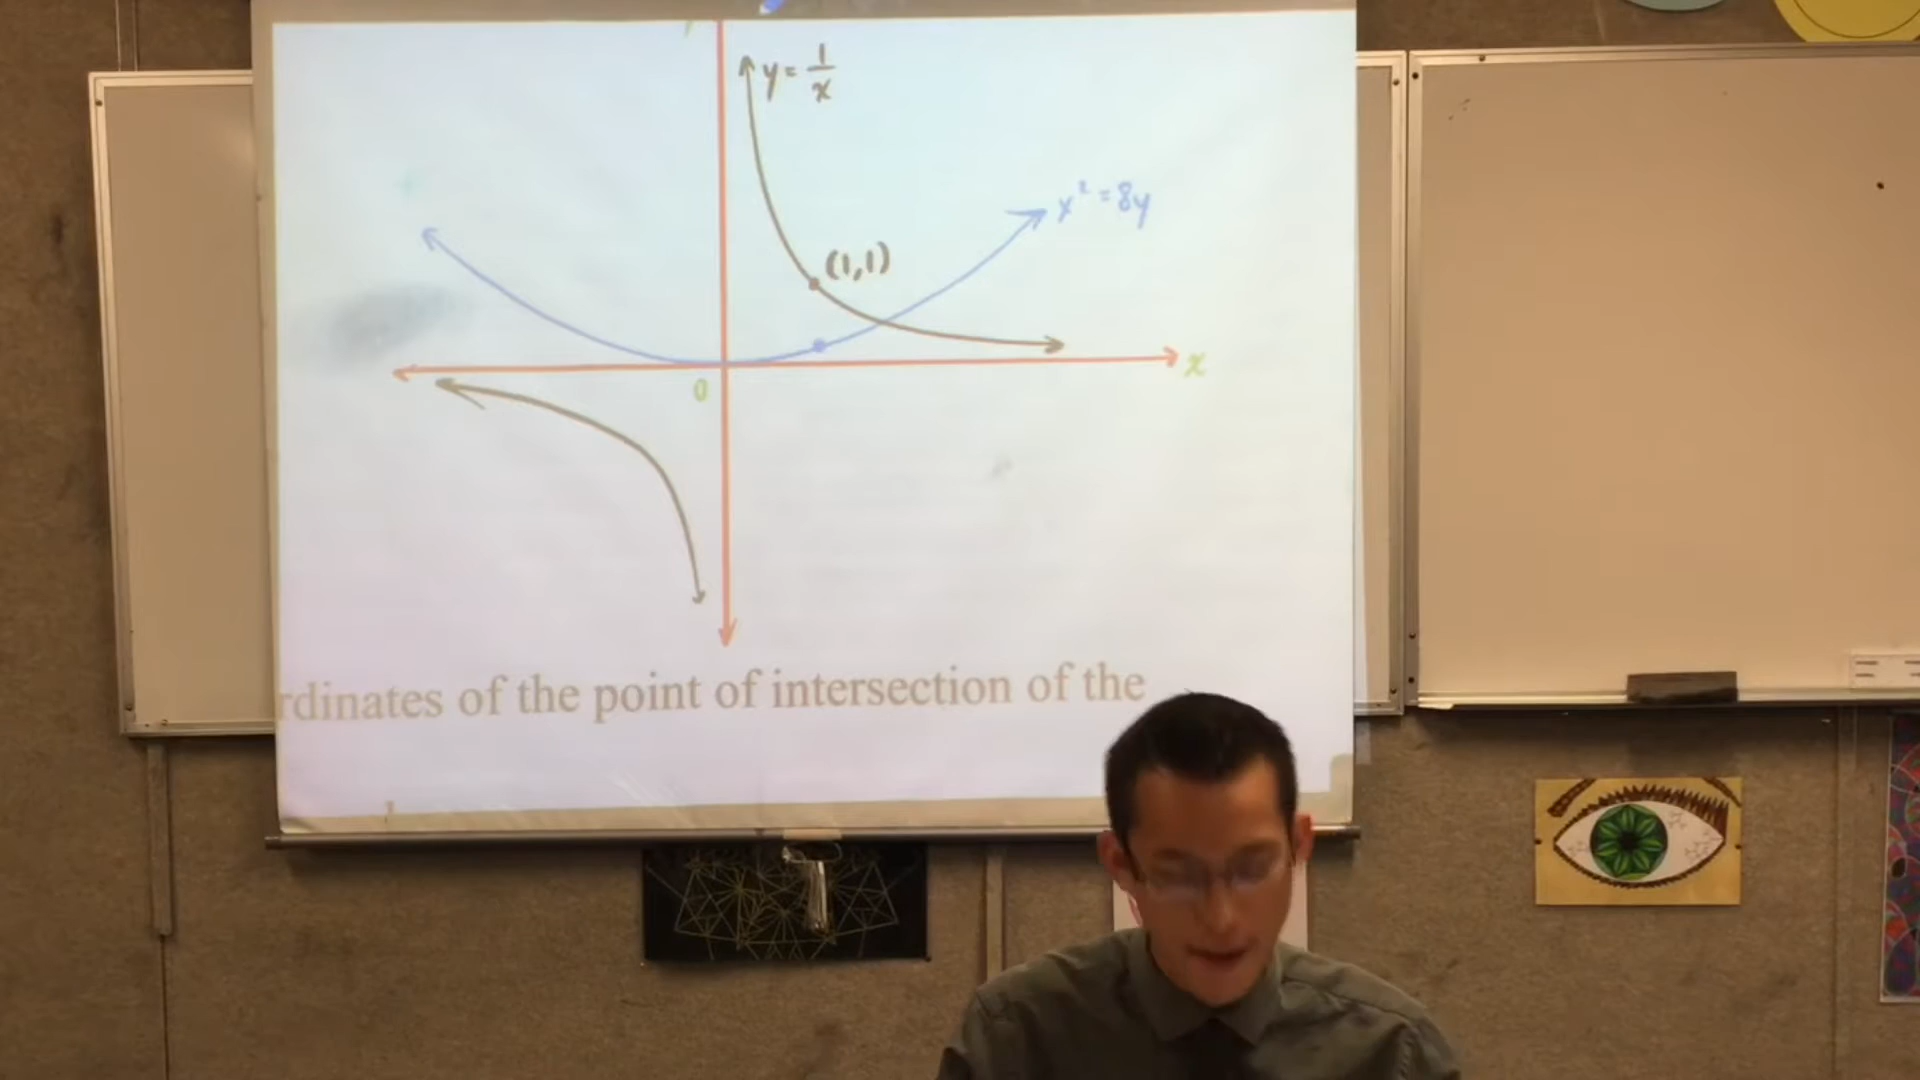 y = 1/x
x² = 8y
(1,1)
x
0
rdinates of the point of intersection of the